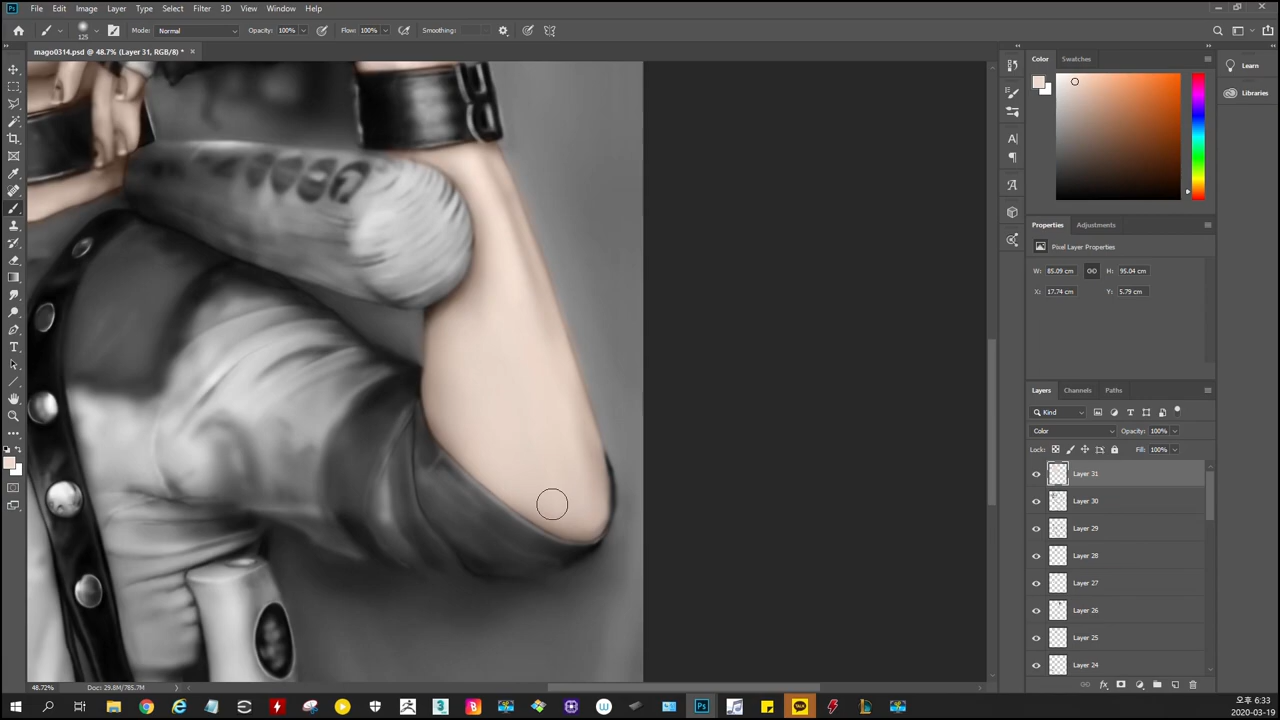 Ps File Edit Image Layer Type Select Filter 3D View Window Help
125 Mode: Normal Opacity: 100% Flow: 100% Smoothing:
mago0314.psd @ 48.7% (Layer 31, RGB/8) * ×
Color Swatches
Learn
Libraries
Properties Adjustments
Pixel Layer Properties
W: 85.09 cm H: 95.04 cm
X: 17.74 cm Y: 5.79 cm
Layers Channels Paths
Kind
Color Opacity: 100%
Lock: Fill: 100%
Layer 31
Layer 30
Layer 29
Layer 28
Layer 27
Layer 26
Layer 25
Layer 24
48.72% Doc: 29.8M/785.7M
오후 6:33
2020-03-19